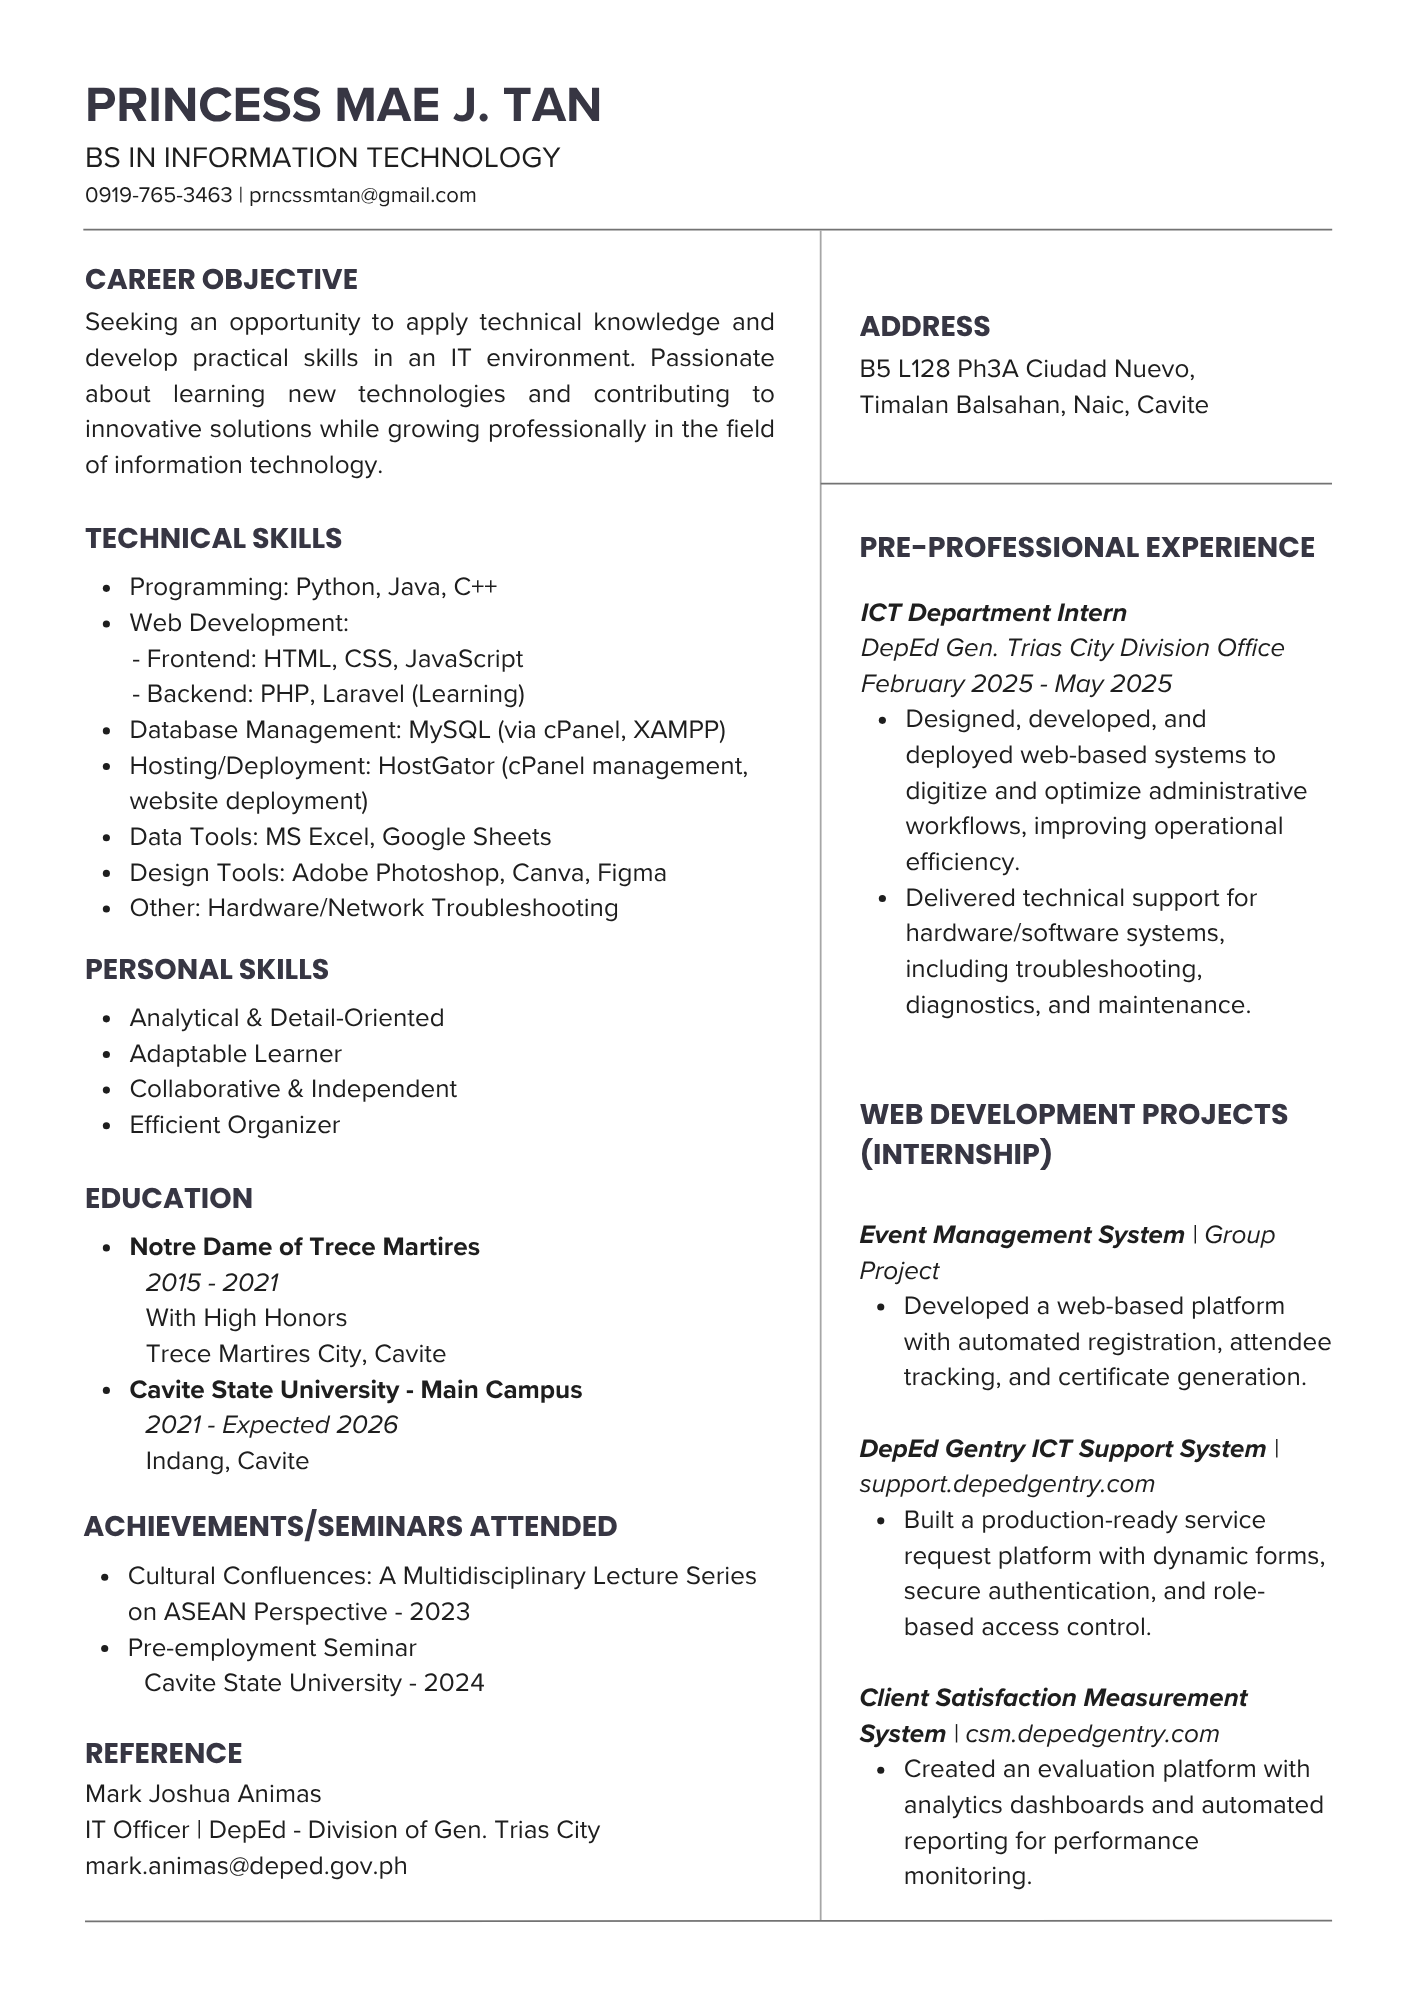 PRINCESS MAE J. TAN
BS IN INFORMATION TECHNOLOGY
0919-765-3463 | prncssmtan@gmail.com
CAREER OBJECTIVE
Seeking an opportunity to apply technical knowledge and
develop practical skills in an IT environment. Passionate
about learning new technologies and contributing to
innovative solutions while growing professionally in the field
of information technology.
TECHNICAL SKILLS
• Programming: Python, Java, C++
• Web Development:
- Frontend: HTML, CSS, JavaScript
- Backend: PHP, Laravel (Learning)
• Database Management: MySQL (via cPanel, XAMPP)
• Hosting/Deployment: HostGator (cPanel management,
website deployment)
• Data Tools: MS Excel, Google Sheets
• Design Tools: Adobe Photoshop, Canva, Figma
• Other: Hardware/Network Troubleshooting
PERSONAL SKILLS
• Analytical & Detail-Oriented
• Adaptable Learner
• Collaborative & Independent
• Efficient Organizer
EDUCATION
• Notre Dame of Trece Martires
2015 - 2021
With High Honors
Trece Martires City, Cavite
• Cavite State University - Main Campus
2021 - Expected 2026
Indang, Cavite
ACHIEVEMENTS/SEMINARS ATTENDED
• Cultural Confluences: A Multidisciplinary Lecture Series
on ASEAN Perspective - 2023
• Pre-employment Seminar
Cavite State University - 2024
REFERENCE
Mark Joshua Animas
IT Officer | DepEd - Division of Gen. Trias City
mark.animas@deped.gov.ph
ADDRESS
B5 L128 Ph3A Ciudad Nuevo,
Timalan Balsahan, Naic, Cavite
PRE-PROFESSIONAL EXPERIENCE
ICT Department Intern
DepEd Gen. Trias City Division Office
February 2025 - May 2025
• Designed, developed, and
deployed web-based systems to
digitize and optimize administrative
workflows, improving operational
efficiency.
• Delivered technical support for
hardware/software systems,
including troubleshooting,
diagnostics, and maintenance.
WEB DEVELOPMENT PROJECTS
(INTERNSHIP)
Event Management System | Group
Project
• Developed a web-based platform
with automated registration, attendee
tracking, and certificate generation.
DepEd Gentry ICT Support System |
support.depedgentry.com
• Built a production-ready service
request platform with dynamic forms,
secure authentication, and role-
based access control.
Client Satisfaction Measurement
System | csm.depedgentry.com
• Created an evaluation platform with
analytics dashboards and automated
reporting for performance
monitoring.